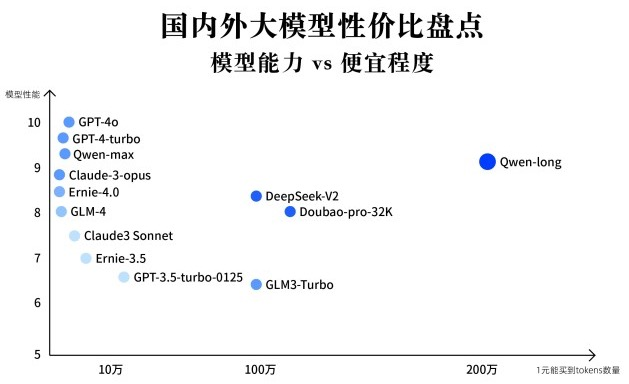 国内外大模型性价比盘点
模型能力 vs 便宜程度
模型性能
10
GPT-4o
GPT-4-turbo
Qwen-max
9
Qwen-long
Claude-3-opus
Ernie-4.0
DeepSeek-V2
8
GLM-4
Doubao-pro-32K
Claude3 Sonnet
7
Ernie-3.5
GPT-3.5-turbo-0125
GLM3-Turbo
6
5
10万
100万
200万
1元能买到tokens数量